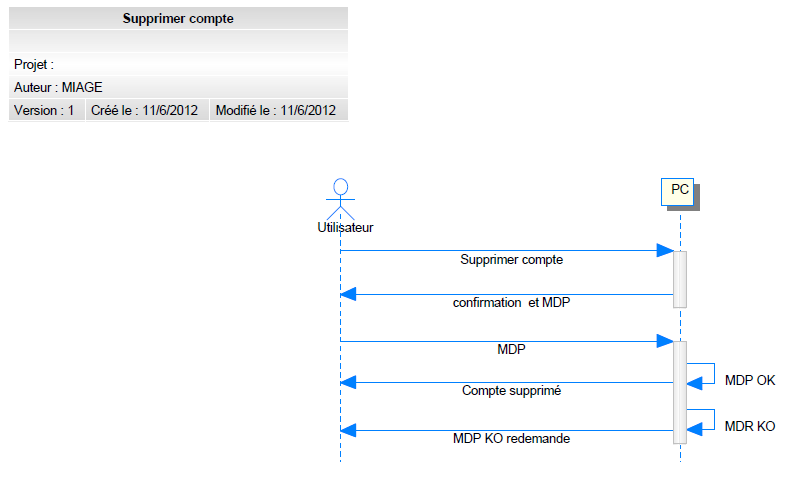 Supprimer compte
Projet :
Auteur : MIAGE
Version : 1 Créé le : 11/6/2012 Modifié le : 11/6/2012
PC
Utilisateur
Supprimer compte
confirmation et MDP
MDP
MDP OK
Compte supprimé
MDR KO
MDP KO redemande